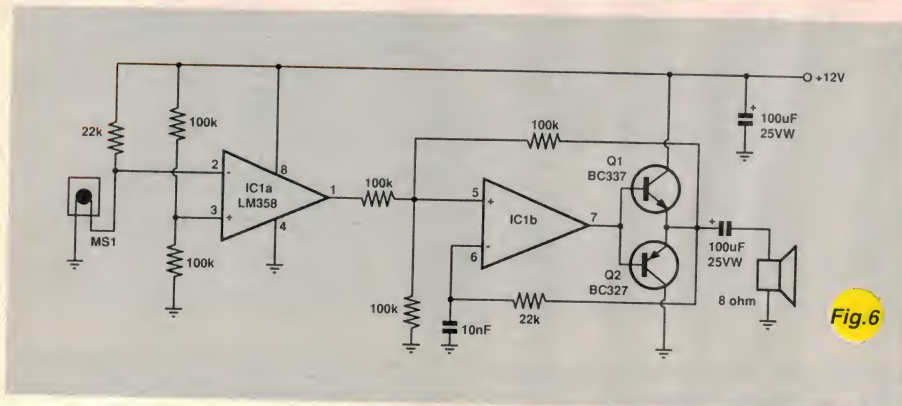 +12V
22k
100k
100k
100uF
25VW
+
Q1
BC337
2
-
8
IC1a
LM358
1
100k
5
+
IC1b
7
3
+
4
MS1
6
-
+
100uF
25VW
Q2
BC327
100k
100k
22k
10nF
8 ohm
Fig.6